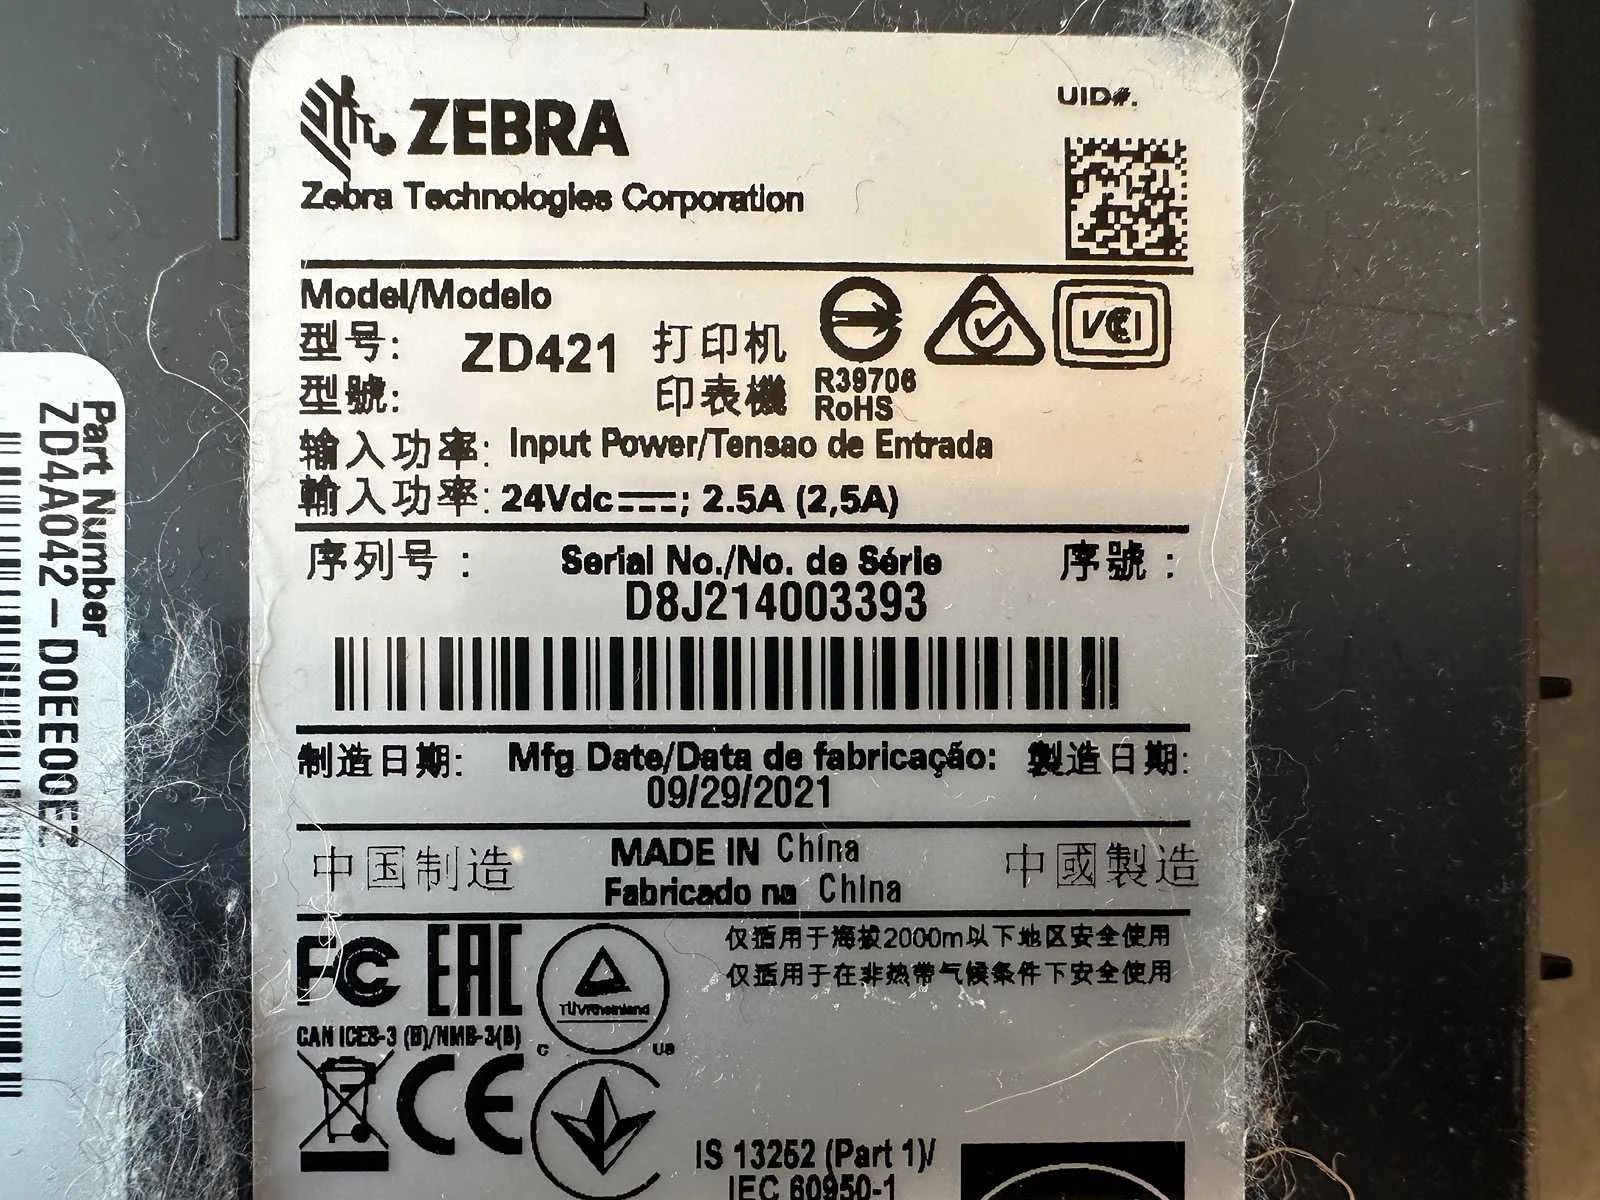 ZEBRA
Zebra Technologies Corporation
UID#.
Model/Modelo
型号: ZD421 打印机
型號: 印表機
R39706
RoHS
输入功率: Input Power/Tensao de Entrada
輸入功率: 24Vdc ; 2.5A (2,5A)
序列号: Serial No./No. de Série 序號:
D8J214003393
制造日期: Mfg Date/Data de fabricação: 製造日期:
09/29/2021
中国制造 MADE IN China 中國製造
Fabricado na China
仅适用于海拔2000m以下地区安全使用
仅适用于在非热带气候条件下安全使用
FC EAC
TÜVRheinland
C US
CAN ICES-3 (B)/NMB-3(B)
CE
IS 13252 (Part 1)/
IEC 60950-1
Part Number
ZD4A042-D0EE00EZ